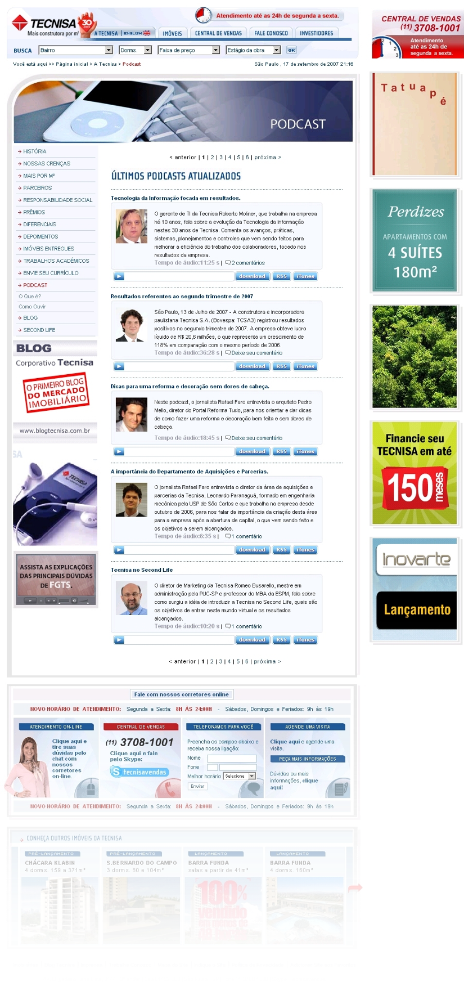 TECNISA
30
ANOS
Mais construtora por m²
Atendimento até as 24h de segunda a sexta.
A TECNISA | ENGLISH
IMÓVEIS
CENTRAL DE VENDAS
FALE CONOSCO
INVESTIDORES
BUSCA
Bairro
Dorms.
Faixa de preço
Estágio da obra
OK
CENTRAL DE VENDAS
(11) 3708-1001
Atendimento
até as 24h de
segunda a sexta.
Você está aqui >> Página inicial > A Tecnisa > Podcast
São Paulo , 17 de setembro de 2007 21:16
PODCAST
HISTÓRIA
NOSSAS CRENÇAS
MAIS POR M²
PARCEIROS
RESPONSABILIDADE SOCIAL
PRÊMIOS
DIFERENCIAIS
DEPOIMENTOS
IMÓVEIS ENTREGUES
TRABALHOS ACADÊMICOS
ENVIE SEU CURRÍCULO
PODCAST
O Que é?
Como Ouvir
BLOG
SECOND LIFE
BLOG
Corporativo Tecnisa
O PRIMEIRO BLOG
DO MERCADO
IMOBILIÁRIO
www.blogtecnisa.com.br
TECNISA
ASSISTA AS EXPLICAÇÕES
DAS PRINCIPAIS DÚVIDAS
DE FGTS.
< anterior | 1 | 2 | 3 | 4 | 5 | 6 | próxima >
ÚLTIMOS PODCASTS ATUALIZADOS
Tecnologia da Informação focada em resultados.
O gerente de TI da Tecnisa Roberto Moliner, que trabalha na empresa
há 10 anos, fala sobre a evolução da Tecnologia da Informação
nestes 30 anos de Tecnisa. Comenta os avanços, práticas,
sistemas, planejamentos e controles que vem sendo feitos para
melhorar a eficiência do trabalho dos colaboradores, focado nos
resultados da empresa.
Tempo de áudio:11:25 s | 2 comentários
download RSS iTunes
Resultados referentes ao segundo trimestre de 2007
São Paulo, 13 de Julho de 2007 - A construtora e incorporadora
paulistana Tecnisa S.A. (Bovespa: TCSA3) registrou resultados
positivos no segundo trimestre de 2007. A empresa obteve lucro
líquido de R$ 20,6 milhões, o que representa um crescimento de
118% em comparação com o mesmo período de 2006.
Tempo de áudio:36:28 s | Deixe seu comentário
download RSS iTunes
Dicas para uma reforma e decoração sem dores de cabeça.
Neste podcast, o jornalista Rafael Faro entrevista o arquiteto Pedro
Mello, diretor do Portal Reforma Tudo, para nos orientar e dar dicas
de como fazer uma reforma e decoração bem feita e sem dores de
cabeça.
Tempo de áudio:18:45 s | Deixe seu comentário
download RSS iTunes
A importância do Departamento de Aquisições e Parcerias.
O jornalista Rafael Faro entrevista o diretor da área de aquisições e
parcerias da Tecnisa, Leonardo Paranaguá, formado em engenharia
mecânica pela USP de São Carlos e que trabalha na empresa desde
outubro de 2006, para nos falar da importância da criação desta área
para a empresa após a abertura de capital, o que vem sendo feito e
os objetivos a serem alcançados.
Tempo de áudio:6:35 s | 1 comentário
download RSS iTunes
Tecnisa no Second Life
O diretor de Marketing da Tecnisa Romeo Busarello, mestre em
administração pela PUC-SP e professor do MBA da ESPM, fala sobre
como surgiu a idéia de introduzir a Tecnisa no Second Life, quais são
os objetivos de entrar neste mundo virtual e os resultados
alcançados.
Tempo de áudio:10:20 s | 1 comentário
download RSS iTunes
< anterior | 1 | 2 | 3 | 4 | 5 | 6 | próxima >
Tatuapé
Perdizes
APARTAMENTOS COM
4 SUÍTES
180m²
Financie seu
TECNISA em até
150 meses
Inovarte
Lançamento
Fale com nossos corretores online
NOVO HORÁRIO DE ATENDIMENTO: Segunda a Sexta: 8H ÀS 24:00H - Sábados, Domingos e Feriados: 9h às 19h
ATENDIMENTO ON-LINE
Clique aqui e
tire suas
dúvidas pelo
chat com
nossos
corretores
on-line.
CENTRAL DE VENDAS
(11) 3708-1001
Clique aqui e fale
pelo Skype:
tecnisavendas
TELEFONAMOS PARA VOCÊ
Preencha os campos abaixo e
receba nossa ligação:
Nome
Fone
Melhor horário Selecione
Enviar
AGENDE UMA VISITA
Clique aqui e agende uma
visita.
PEÇA MAIS INFORMAÇÕES
Dúvidas ou mais
informações, clique
aqui!
NOVO HORÁRIO DE ATENDIMENTO: Segunda a Sexta: 8H ÀS 24:00H - Sábados, Domingos e Feriados: 9h às 19h
CONHEÇA OUTROS IMÓVEIS DA TECNISA
PRÉ-LANÇAMENTO
CHÁCARA KLABIN
4 dorms. 159 a 371m²
PRÉ-LANÇAMENTO
S.BERNARDO DO CAMPO
3 dorms. 80 e 104m²
LANÇAMENTO
BARRA FUNDA
salas a partir de 41m²
100%
vendido
em menos de
LANÇAMENTO
BARRA FUNDA
4 dorms. 160m²